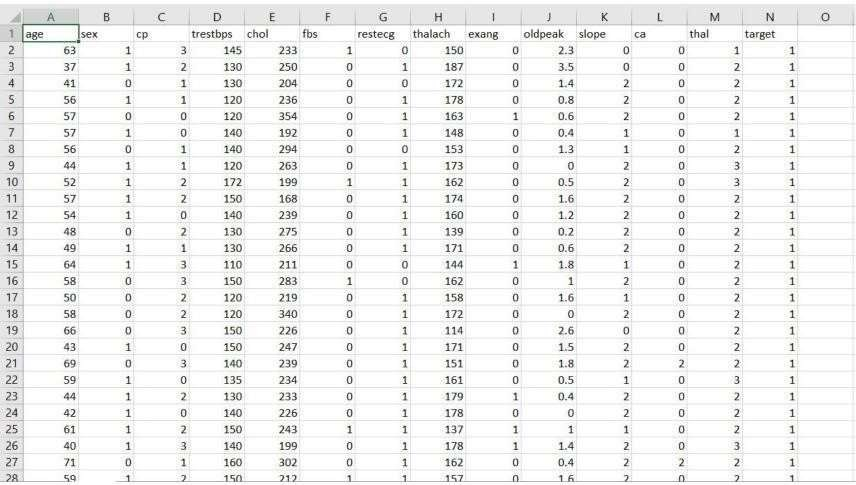 A B C D E F G H I J K L M N O
1 age sex cp trestbps chol fbs restecg thalach exang oldpeak slope ca thal target
2 63 1 3 145 233 1 0 150 0 2.3 0 0 1 1
3 37 1 2 130 250 0 1 187 0 3.5 0 0 2 1
4 41 0 1 130 204 0 0 172 0 1.4 2 0 2 1
5 56 1 1 120 236 0 1 178 0 0.8 2 0 2 1
6 57 0 0 120 354 0 1 163 1 0.6 2 0 2 1
7 57 1 0 140 192 0 1 148 0 0.4 1 0 1 1
8 56 0 1 140 294 0 0 153 0 1.3 1 0 2 1
9 44 1 1 120 263 0 1 173 0 0 2 0 3 1
10 52 1 2 172 199 1 1 162 0 0.5 2 0 3 1
11 57 1 2 150 168 0 1 174 0 1.6 2 0 2 1
12 54 1 0 140 239 0 1 160 0 1.2 2 0 2 1
13 48 0 2 130 275 0 1 139 0 0.2 2 0 2 1
14 49 1 1 130 266 0 1 171 0 0.6 2 0 2 1
15 64 1 3 110 211 0 0 144 1 1.8 1 0 2 1
16 58 0 3 150 283 1 0 162 0 1 2 0 2 1
17 50 0 2 120 219 0 1 158 0 1.6 1 0 2 1
18 58 0 2 120 340 0 1 172 0 0 2 0 2 1
19 66 0 3 150 226 0 1 114 0 2.6 0 0 2 1
20 43 1 0 150 247 0 1 171 0 1.5 2 0 2 1
21 69 0 3 140 239 0 1 151 0 1.8 2 2 2 1
22 59 1 0 135 234 0 1 161 0 0.5 1 0 3 1
23 44 1 2 130 233 0 1 179 1 0.4 2 0 2 1
24 42 1 0 140 226 0 1 178 0 0 2 0 2 1
25 61 1 2 150 243 1 1 137 1 1 1 0 2 1
26 40 1 3 140 199 0 1 178 1 1.4 2 0 3 1
27 71 0 1 160 302 0 1 162 0 0.4 2 2 2 1
28 59 1 2 150 212 1 1 157 0 1.6 2 0 2 1